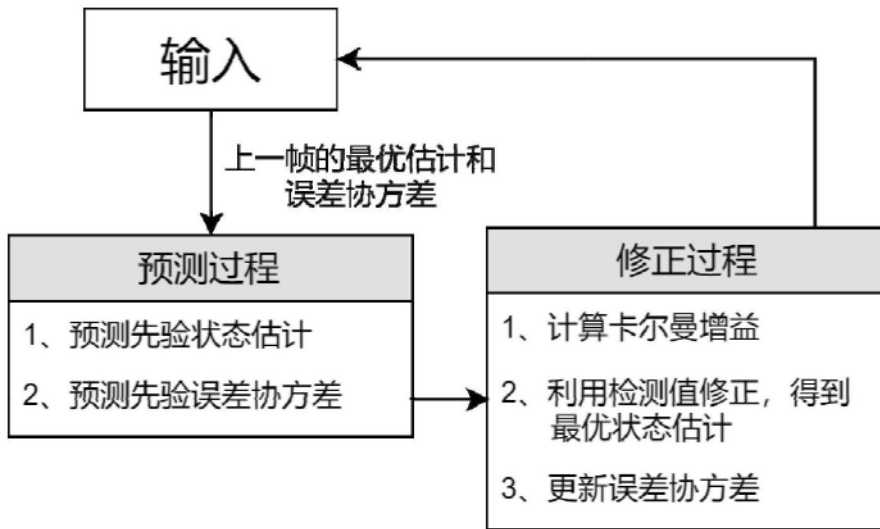 输入
上一帧的最优估计和
误差协方差
预测过程
1、预测先验状态估计
2、预测先验误差协方差
修正过程
1、计算卡尔曼增益
2、利用检测值修正，得到
最优状态估计
3、更新误差协方差